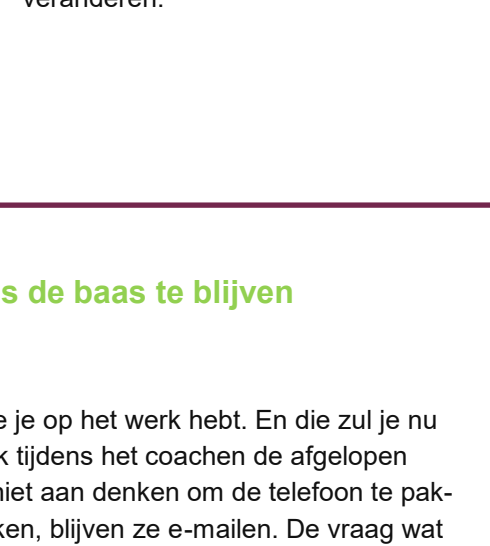 veranderen.
s de baas te blijven
e je op het werk hebt. En die zul je nu
k tijdens het coachen de afgelopen
niet aan denken om de telefoon te pak-
ken, blijven ze e-mailen. De vraag wat